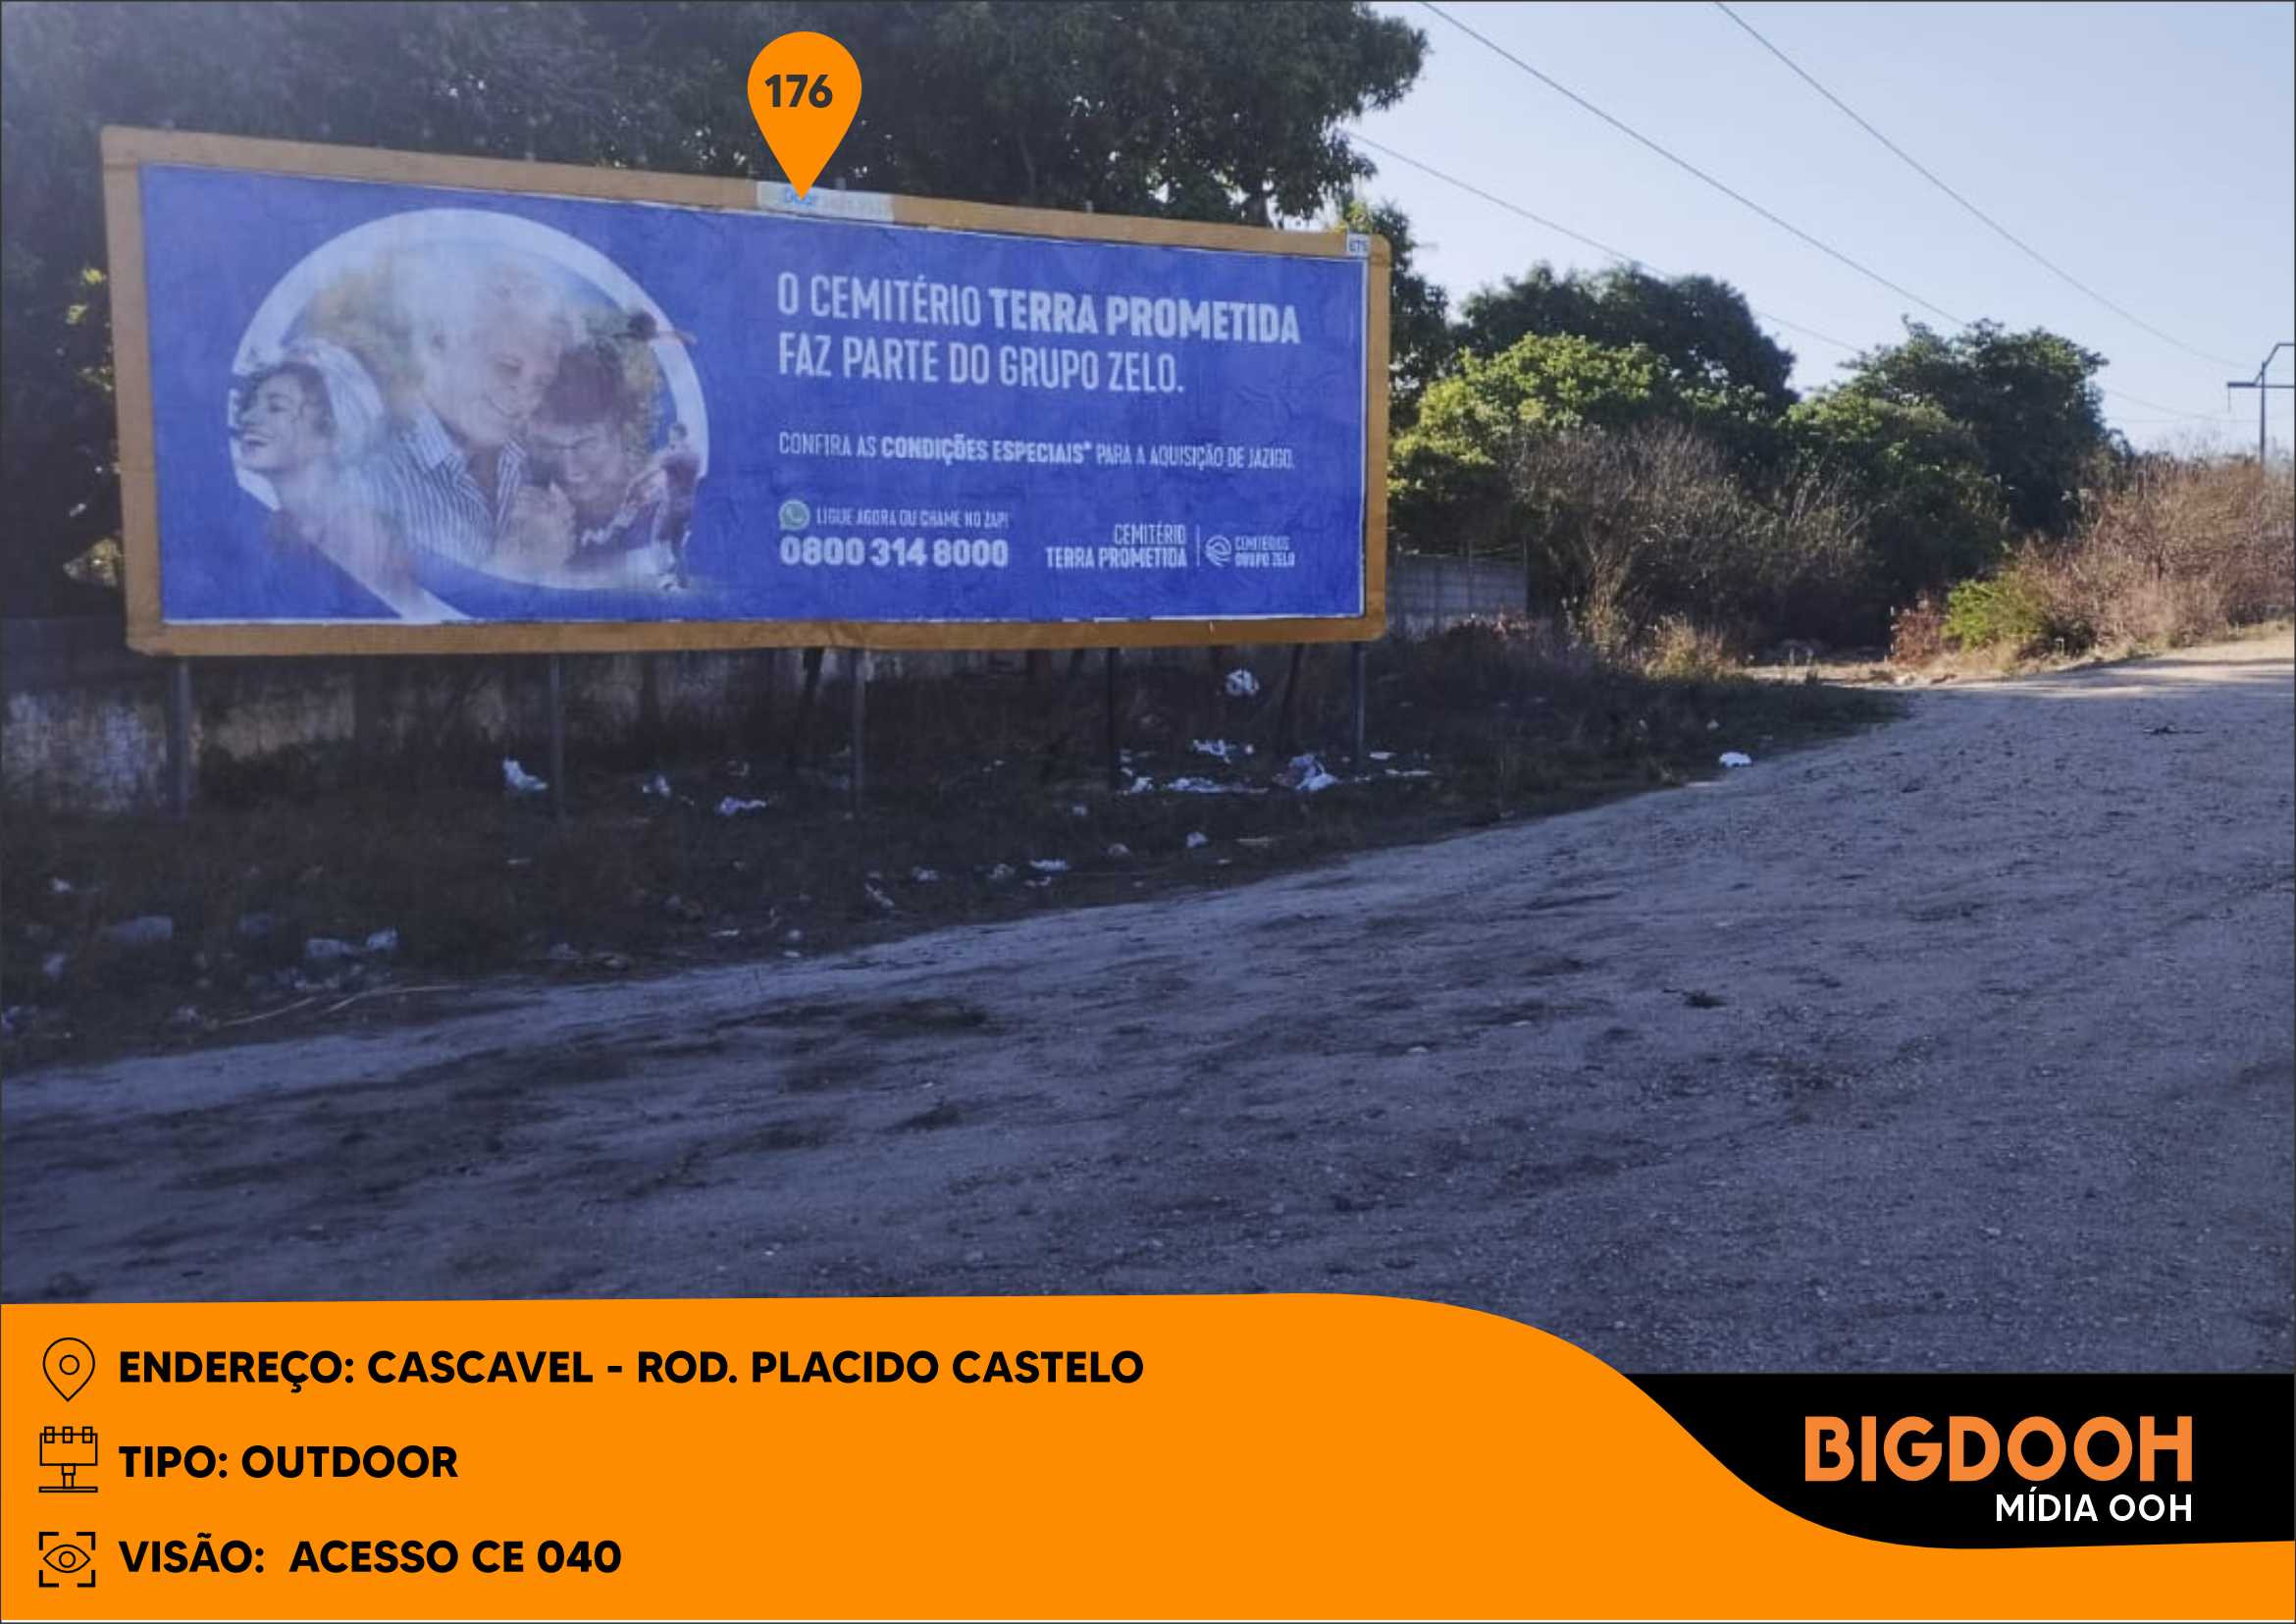 176
O CEMITÉRIO TERRA PROMETIDA
FAZ PARTE DO GRUPO ZELO.
CONFIRA AS CONDIÇÕES ESPECIAIS* PARA A AQUISIÇÃO DE JAZIGO.
LIGUE AGORA OU CHAME NO ZAP!
0800 314 8000
CEMITÉRIO
TERRA PROMETIDA
CEMITÉRIOS
GRUPO ZELO
ENDEREÇO: CASCAVEL - ROD. PLACIDO CASTELO
TIPO: OUTDOOR
VISÃO: ACESSO CE 040
BIGDOOH
MÍDIA OOH